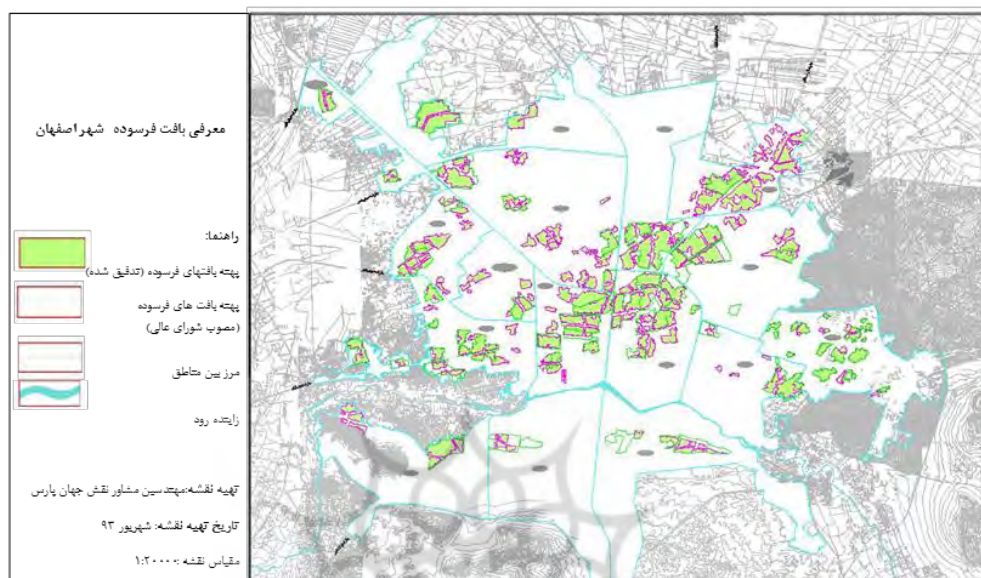 معرفی بافت فرسوده شهر اصفهان
راهنما:
پهنه بافتهای فرسوده (تدقیق شده)
پهنه بافت های فرسوده
(مصوب شورای عالی)
مرز بین مناطق
زاینده رود
تهیه نقشه: مهندسین مشاور نقش جهان پارس
تاریخ تهیه نقشه: شهریور ۹۳
مقیاس نقشه: ۱:۲۰۰۰۰